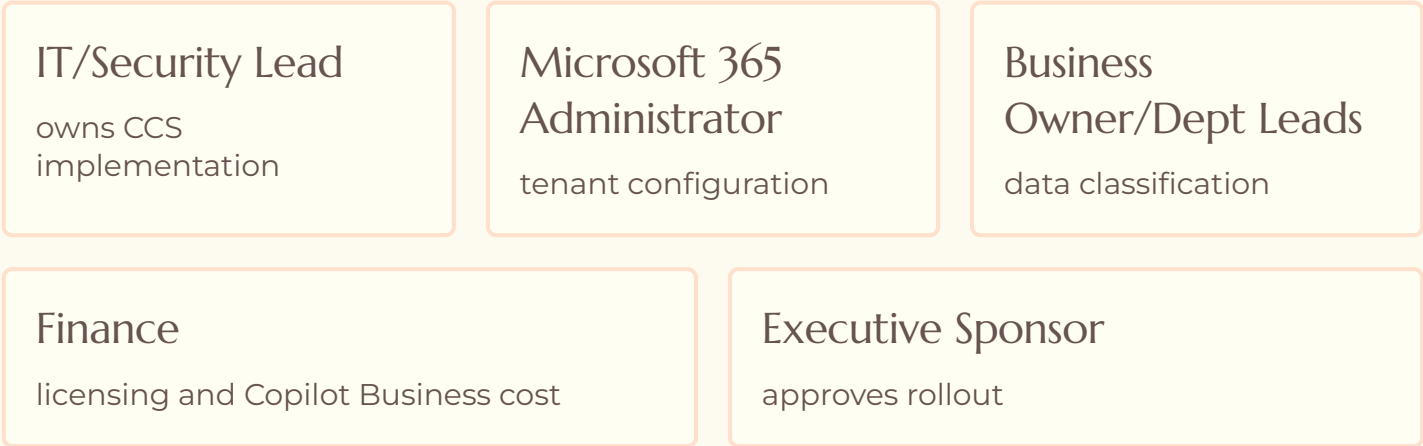 IT/Security Lead
owns CCS
implementation
Microsoft 365
Administrator
tenant configuration
Business
Owner/Dept Leads
data classification
Finance
licensing and Copilot Business cost
Executive Sponsor
approves rollout